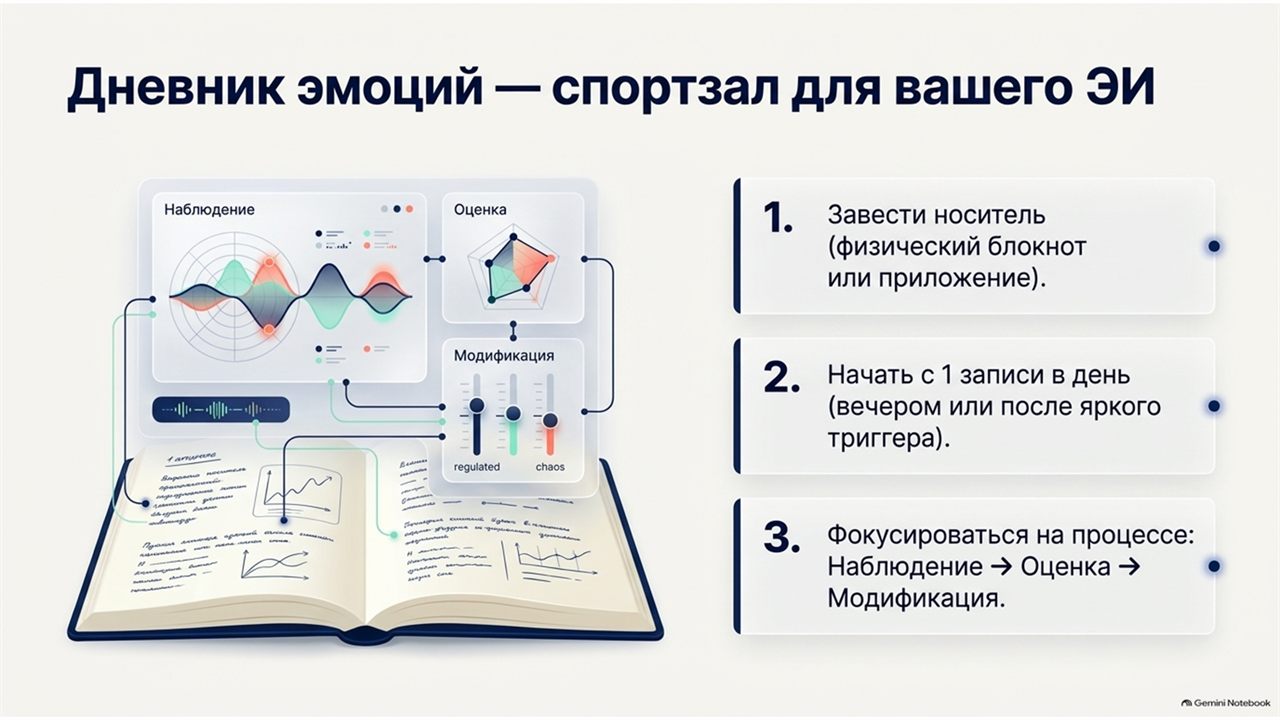 Дневник эмоций — спортзал для вашего ЭИ
Наблюдение
Оценка
Модификация
regulated
chaos
1.
Завести носитель
(физический блокнот
или приложение).
2.
Начать с 1 записи в день
(вечером или после яркого
триггера).
3.
Фокусироваться на процессе:
Наблюдение → Оценка →
Модификация.
Gemini Notebook